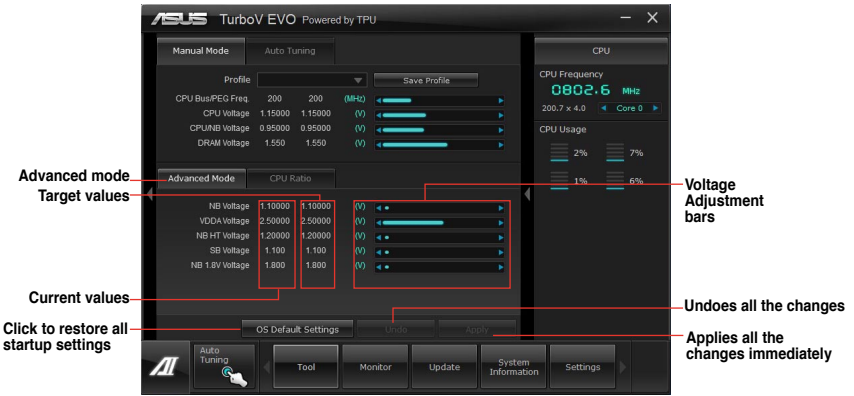 ASUS TurboV EVO Powered by TPU
Manual Mode Auto Tuning
Profile Save Profile
CPU Bus/PEG Freq. 200 200 (MHz)
CPU Voltage 1.15000 1.15000 (V)
CPU/NB Voltage 0.95000 0.95000 (V)
DRAM Voltage 1.550 1.550 (V)
CPU
CPU Frequency
0802.6 MHz
200.7 x 4.0 Core 0
CPU Usage
2% 7%
1% 6%
Advanced mode
Target values
Advanced Mode CPU Ratio
NB Voltage 1.10000 1.10000 (V)
VDDA Voltage 2.50000 2.50000 (V)
NB HT Voltage 1.20000 1.20000 (V)
SB Voltage 1.100 1.100 (V)
NB 1.8V Voltage 1.800 1.800 (V)
Voltage
Adjustment
bars
Current values
Click to restore all
startup settings
OS Default Settings Undo Apply
Undoes all the changes
Applies all the
changes immediately
Auto
Tuning
Tool Monitor Update System
Information Settings